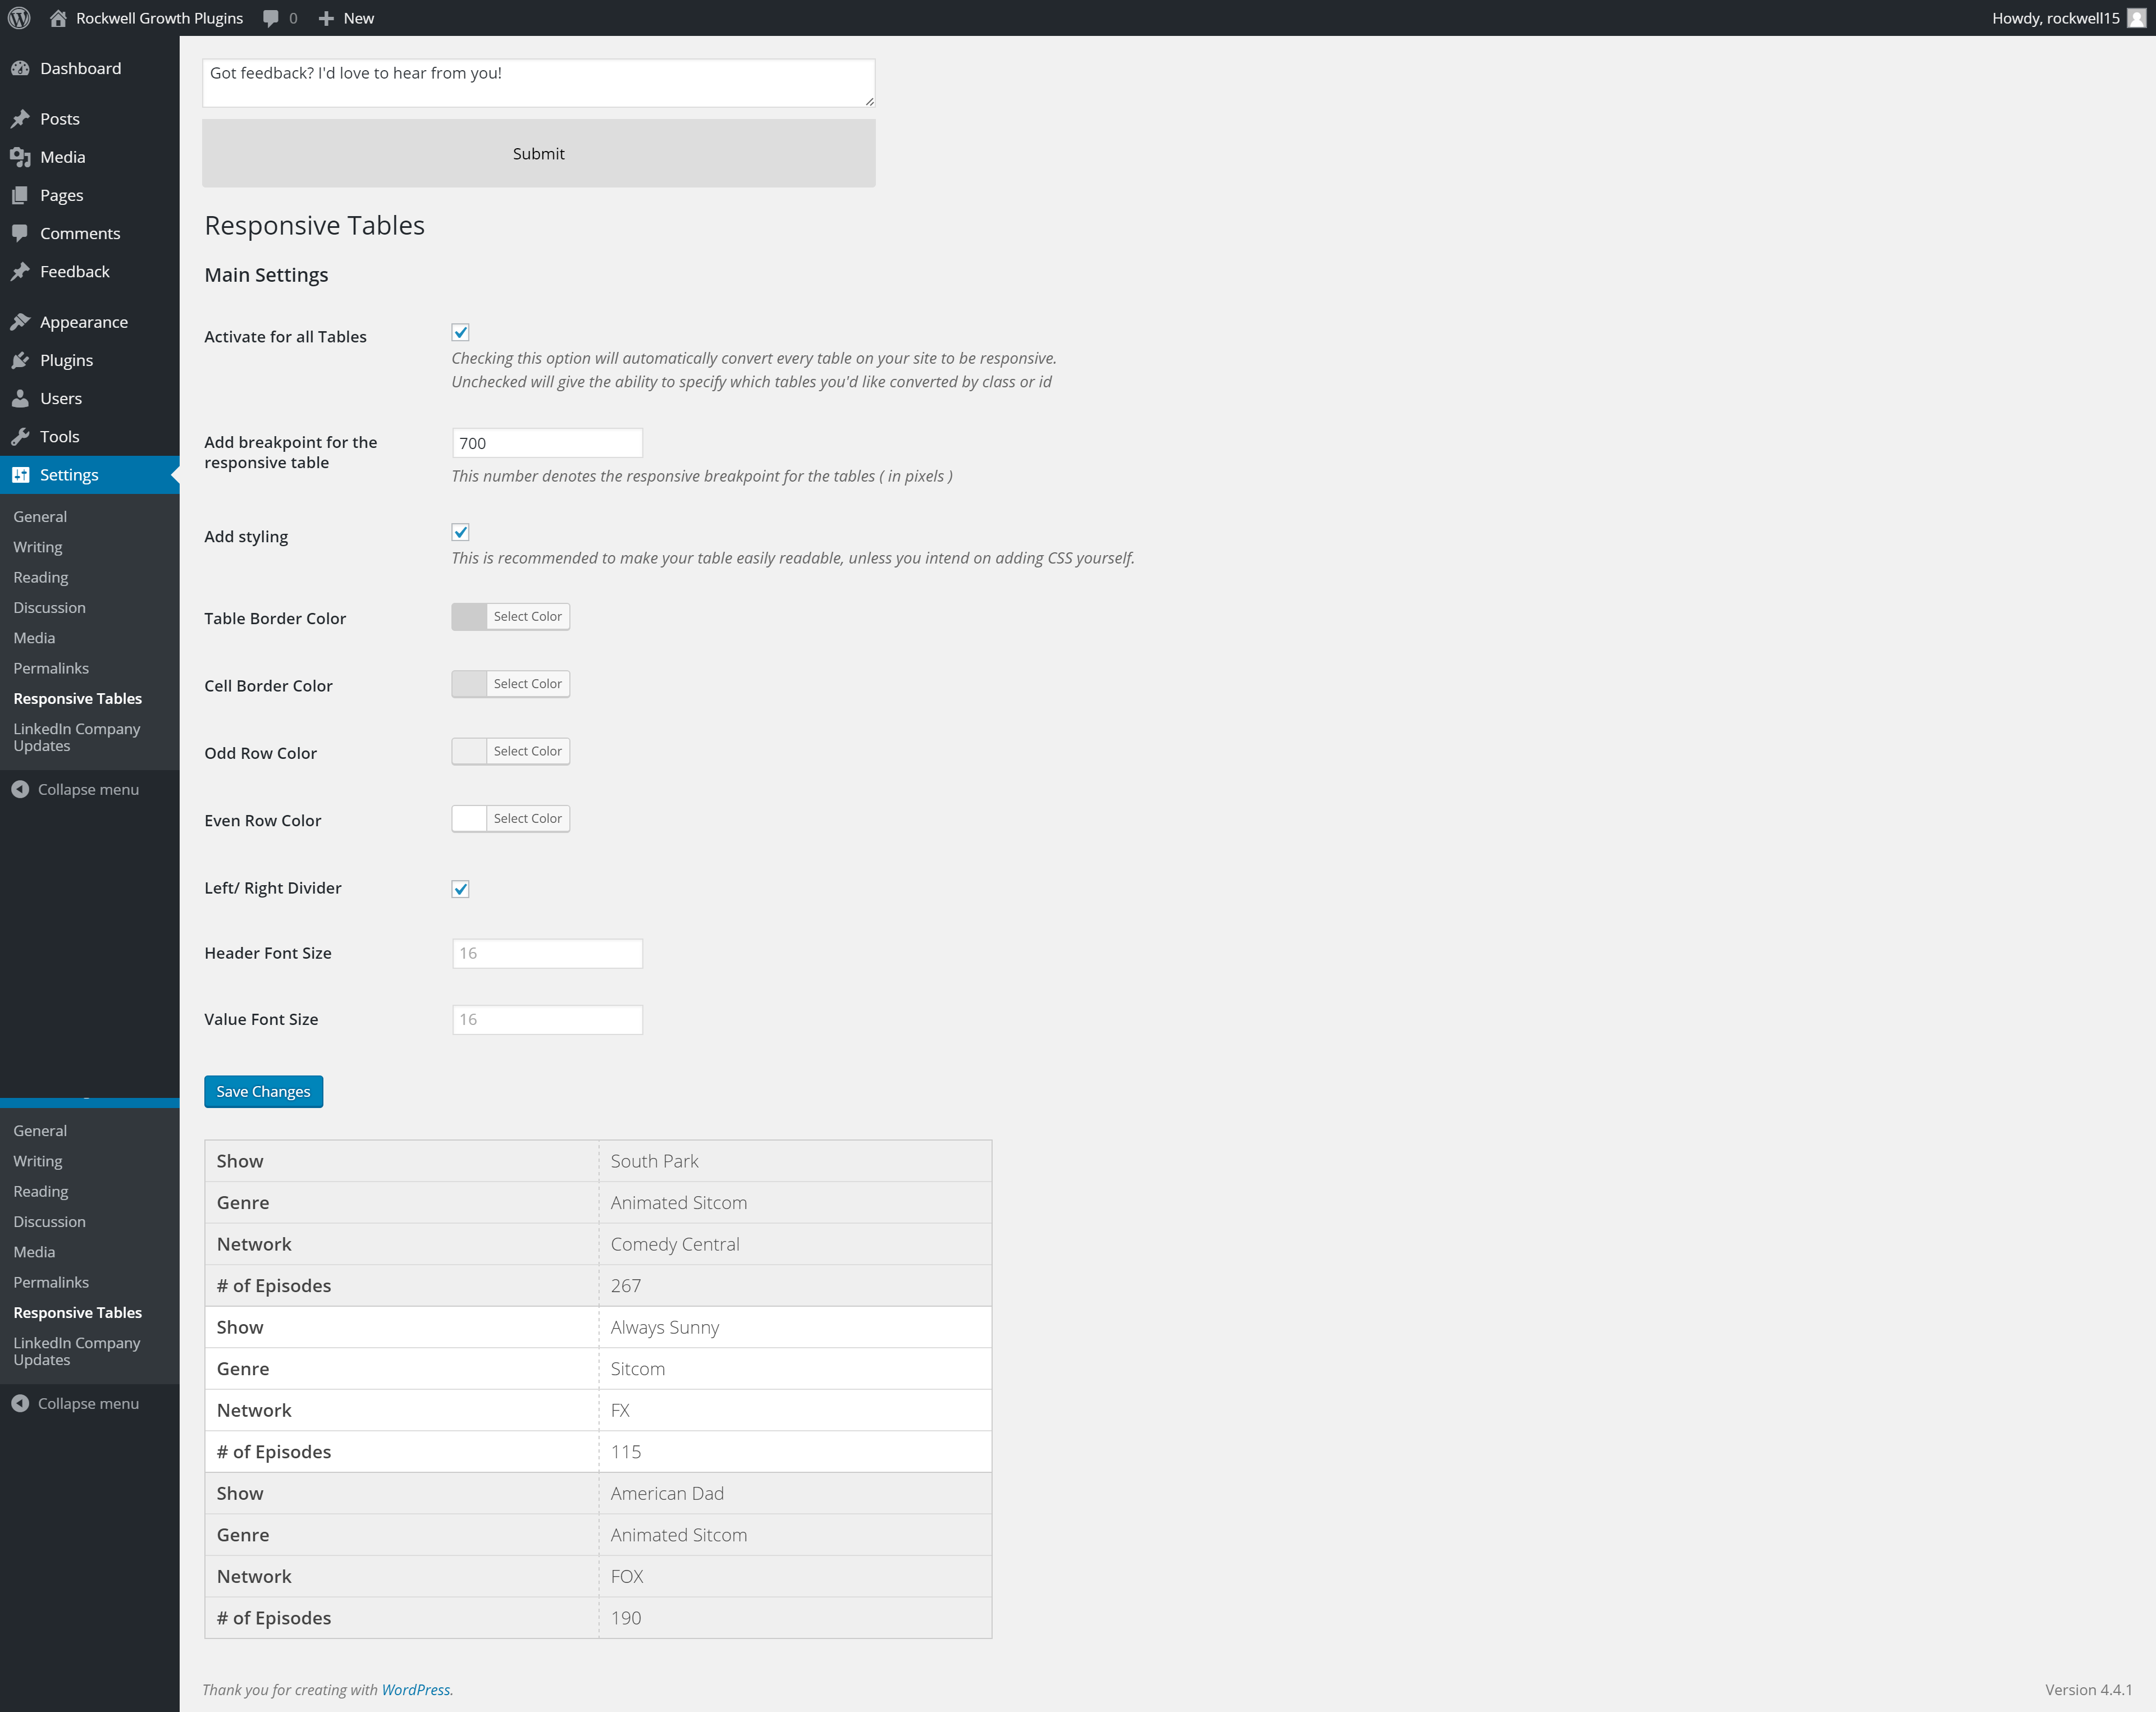 Rockwell Growth Plugins 0 New Howdy, rockwell15
Dashboard
Posts
Media
Pages
Comments
Feedback
Appearance
Plugins
Users
Tools
Settings
General
Writing
Reading
Discussion
Media
Permalinks
Responsive Tables
LinkedIn Company
Updates
Collapse menu
General
Writing
Reading
Discussion
Media
Permalinks
Responsive Tables
LinkedIn Company
Updates
Collapse menu
Got feedback? I'd love to hear from you!
Submit
Responsive Tables
Main Settings
Activate for all Tables
Checking this option will automatically convert every table on your site to be responsive.
Unchecked will give the ability to specify which tables you'd like converted by class or id
Add breakpoint for the
responsive table
700
This number denotes the responsive breakpoint for the tables ( in pixels )
Add styling
This is recommended to make your table easily readable, unless you intend on adding CSS yourself.
Table Border Color Select Color
Cell Border Color Select Color
Odd Row Color Select Color
Even Row Color Select Color
Left/ Right Divider
Header Font Size 16
Value Font Size 16
Save Changes
Show South Park
Genre Animated Sitcom
Network Comedy Central
# of Episodes 267
Show Always Sunny
Genre Sitcom
Network FX
# of Episodes 115
Show American Dad
Genre Animated Sitcom
Network FOX
# of Episodes 190
Thank you for creating with WordPress. Version 4.4.1